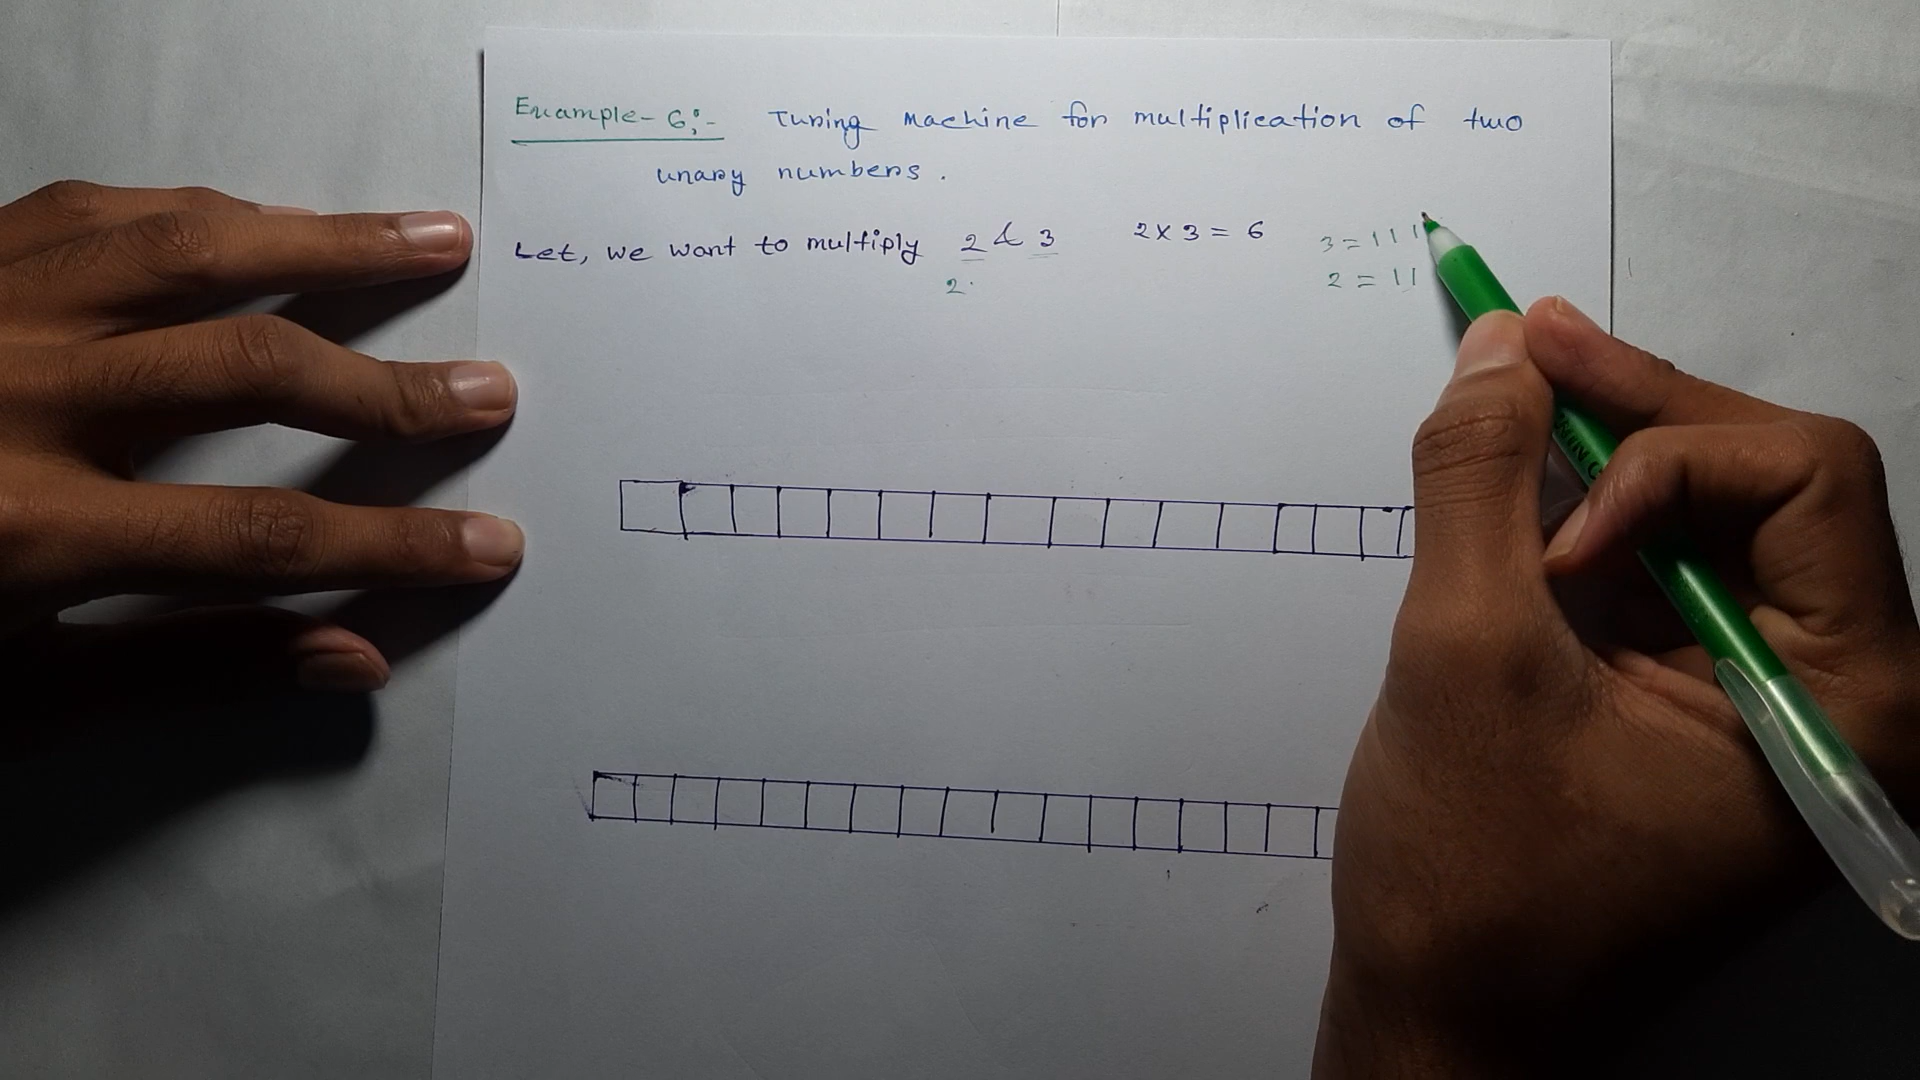 Example-6:- Turing machine for multiplication of two
unary numbers.
Let, we want to multiply 2 & 3 2 x 3 = 6 3 = 111
2. 2 = 11